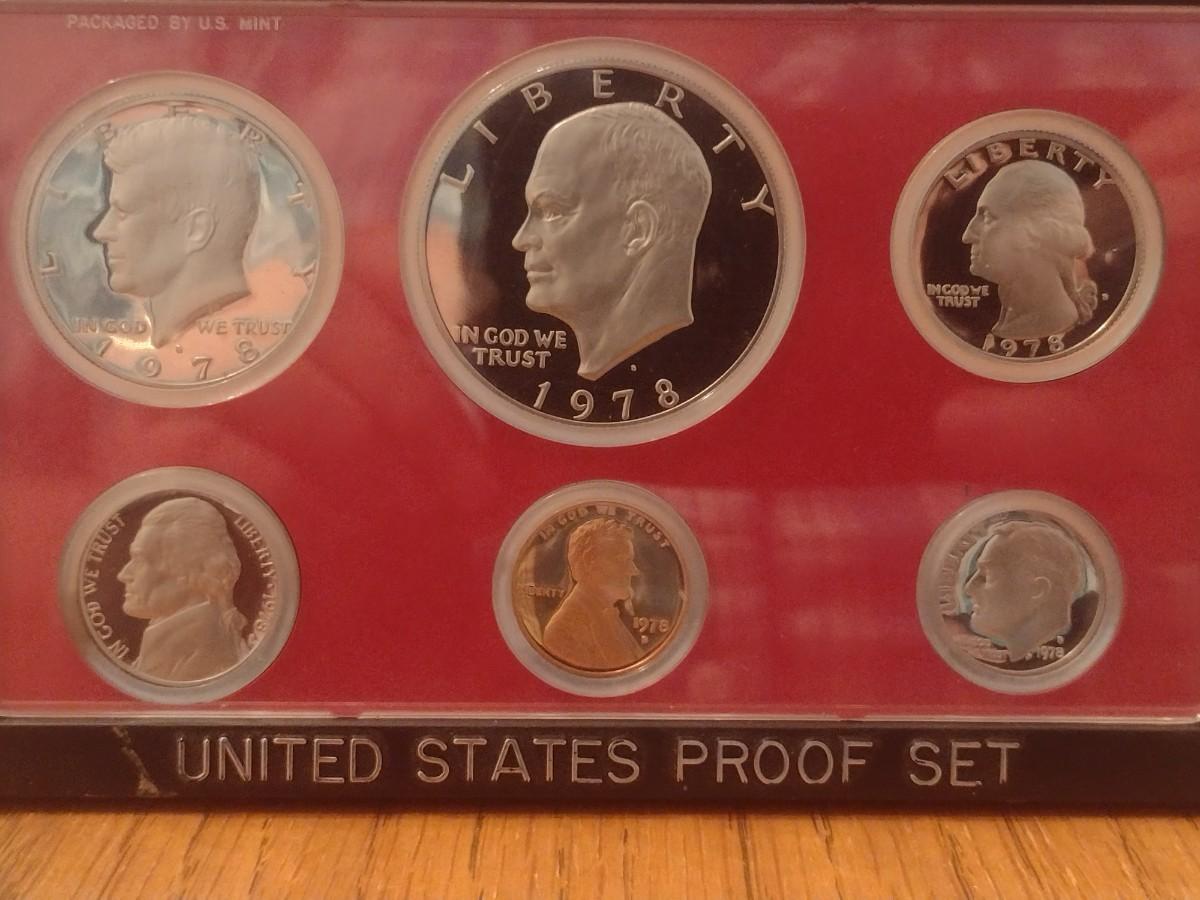 PACKAGED BY U.S. MINT
LIBERTY
IN GOD WE TRUST
1978
LIBERTY
IN GOD WE
TRUST
1978
LIBERTY
IN GOD WE
TRUST
1978
IN GOD WE TRUST
LIBERTY 1978
IN GOD WE TRUST
LIBERTY
1978
S
1978
UNITED STATES PROOF SET